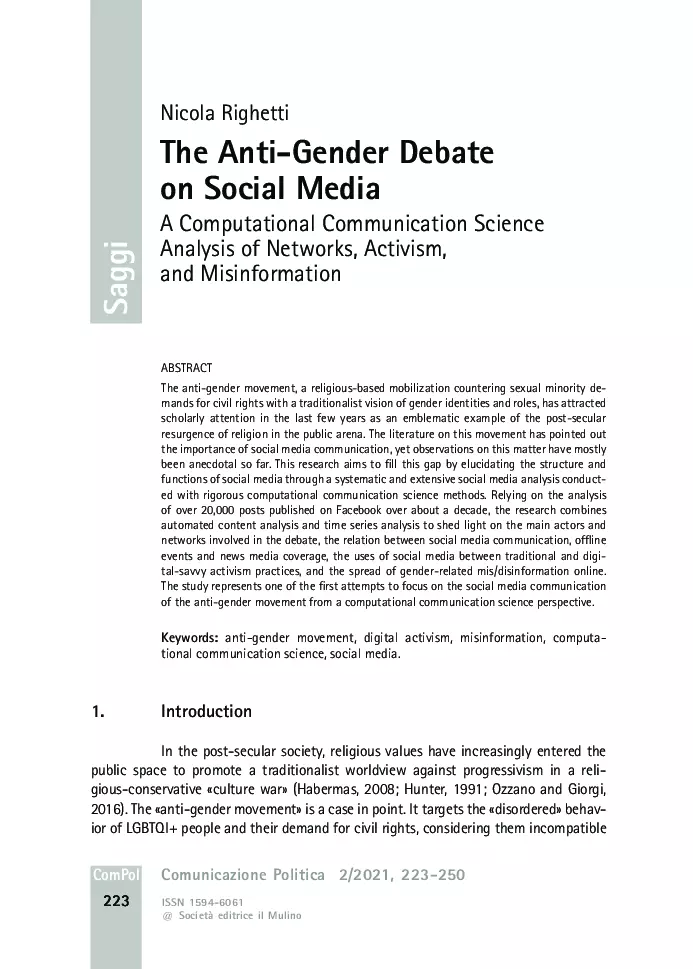 Saggi
Nicola Righetti
The Anti-Gender Debate
on Social Media
A Computational Communication Science
Analysis of Networks, Activism,
and Misinformation
ABSTRACT
The anti-gender movement, a religious-based mobilization countering sexual minority de-
mands for civil rights with a traditionalist vision of gender identities and roles, has attracted
scholarly attention in the last few years as an emblematic example of the post-secular
resurgence of religion in the public arena. The literature on this movement has pointed out
the importance of social media communication, yet observations on this matter have mostly
been anecdotal so far. This research aims to fill this gap by elucidating the structure and
functions of social media through a systematic and extensive social media analysis conduct-
ed with rigorous computational communication science methods. Relying on the analysis
of over 20,000 posts published on Facebook over about a decade, the research combines
automated content analysis and time series analysis to shed light on the main actors and
networks involved in the debate, the relation between social media communication, offline
events and news media coverage, the uses of social media between traditional and digi-
tal-savvy activism practices, and the spread of gender-related mis/disinformation online.
The study represents one of the first attempts to focus on the social media communication
of the anti-gender movement from a computational communication science perspective.
Keywords: anti-gender movement, digital activism, misinformation, computa-
tional communication science, social media.
1. Introduction
In the post-secular society, religious values have increasingly entered the
public space to promote a traditionalist worldview against progressivism in a reli-
gious-conservative «culture war» (Habermas, 2008; Hunter, 1991; Ozzano and Giorgi,
2016). The «anti-gender movement» is a case in point. It targets the «disordered» behav-
ior of LGBTQI+ people and their demand for civil rights, considering them incompatible
ComPol Comunicazione Politica 2/2021, 223-250
223 ISSN 1594-6061
@ Società editrice il Mulino